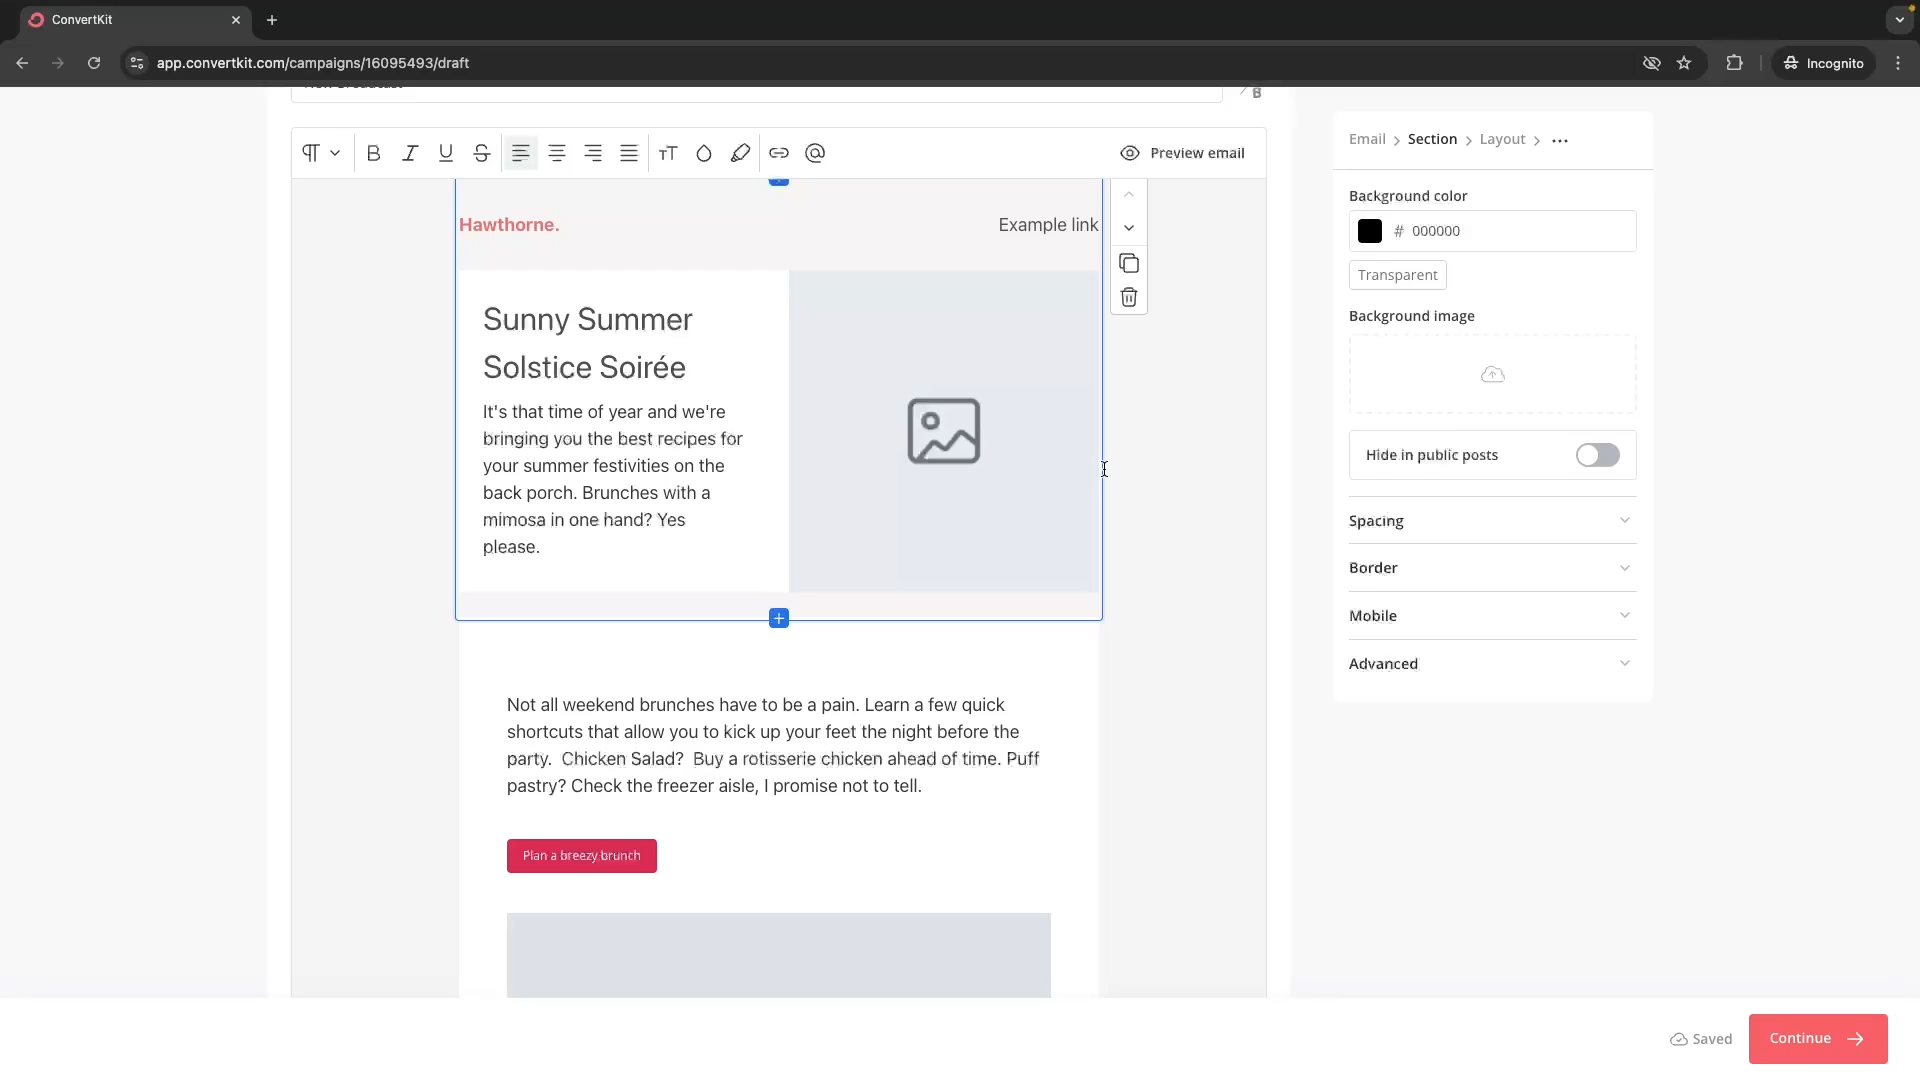 ConvertKit
app.convertkit.com/campaigns/16095493/draft
Incognito
B
Preview email
Email > Section > Layout > ...
Hawthorne.
Example link
Background color
# 000000
Transparent
Sunny Summer
Solstice Soirée
Background image
It's that time of year and we're
bringing you the best recipes for
your summer festivities on the
back porch. Brunches with a
mimosa in one hand? Yes
please.
Hide in public posts
Spacing
Border
Mobile
Advanced
Not all weekend brunches have to be a pain. Learn a few quick
shortcuts that allow you to kick up your feet the night before the
party. Chicken Salad? Buy a rotisserie chicken ahead of time. Puff
pastry? Check the freezer aisle, I promise not to tell.
Plan a breezy brunch
Saved
Continue